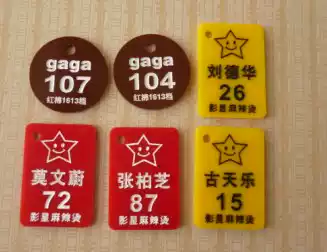 gaga
107
红棉1613档
gaga
104
红棉1613档
刘德华
26
影星麻辣烫
莫文蔚
72
影星麻辣烫
张柏芝
87
影星麻辣烫
古天乐
15
影星麻辣烫